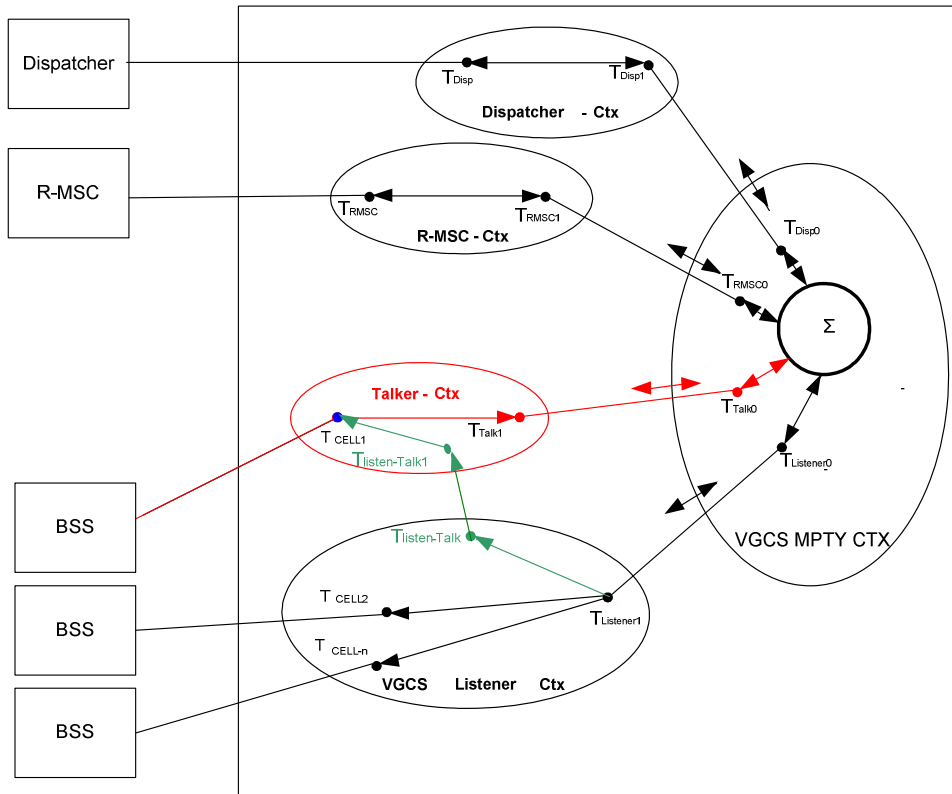 Dispatcher
TDisp
TDisp1
Dispatcher - Ctx
R-MSC
TRMSC
TRMSC1
R-MSC - Ctx
TDisp0
TRMSC0
Σ
Talker - Ctx
T CELL1
TTalk1
TTalk0
-
Tlisten-Talk1
TListener0
-
BSS
Tlisten-Talk
VGCS MPTY CTX
BSS
T CELL2
TListener1
T CELL-n
VGCS Listener Ctx
BSS